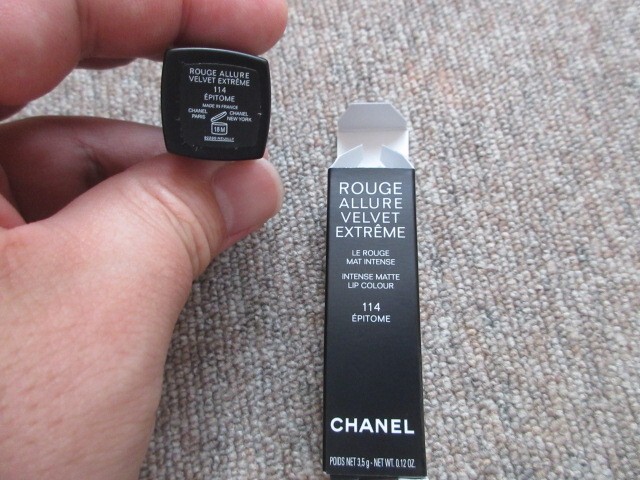 ROUGE ALLURE
VELVET EXTRÊME
114
ÉPITOME
MADE IN FRANCE
CHANEL
PARIS
CHANEL
NEW YORK
18 M
ROUGE
ALLURE
VELVET
EXTRÊME
LE ROUGE
MAT INTENSE
INTENSE MATTE
LIP COLOUR
114
ÉPITOME
CHANEL
POIDS NET 3,5 g - NET WT. 0.12 OZ.